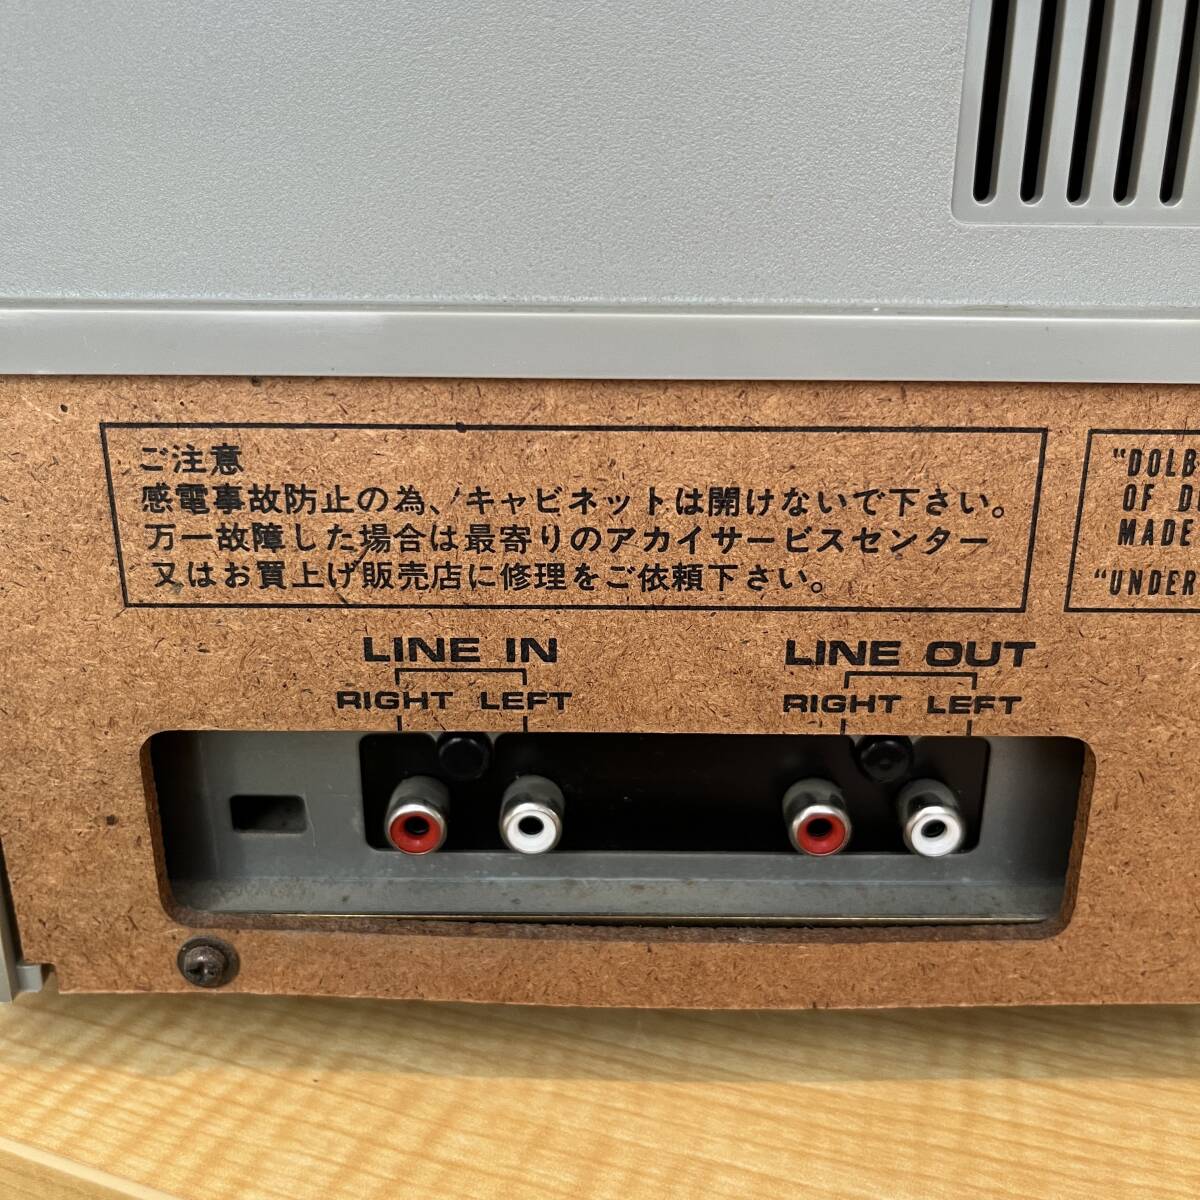 ご注意
感電事故防止の為、キャビネットは開けないで下さい。
万一故障した場合は最寄りのアカイサービスセンター
又はお買上げ販売店に修理をご依頼下さい。
"DOLB
OF D
MADE
"UNDER
LINE IN
RIGHT LEFT
LINE OUT
RIGHT LEFT